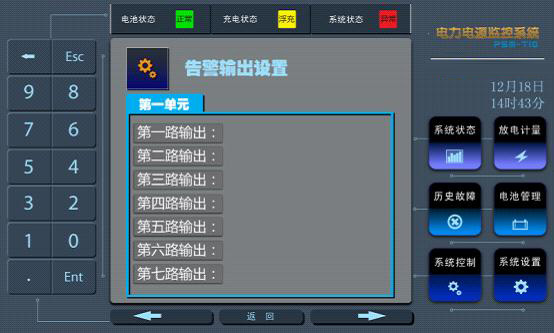 电池状态 正常 充电状态 浮充 系统状态 异常
电力电源监控系统
PSM-T10
12月18日
14时43分
Esc
9 8
7 6
5 4
3 2
1 0
. Ent
告警输出设置
第一单元
第一路输出：
第二路输出：
第三路输出：
第四路输出：
第五路输出：
第六路输出：
第七路输出：
系统状态 放电计量
历史故障 电池管理
系统控制 系统设置
返 回